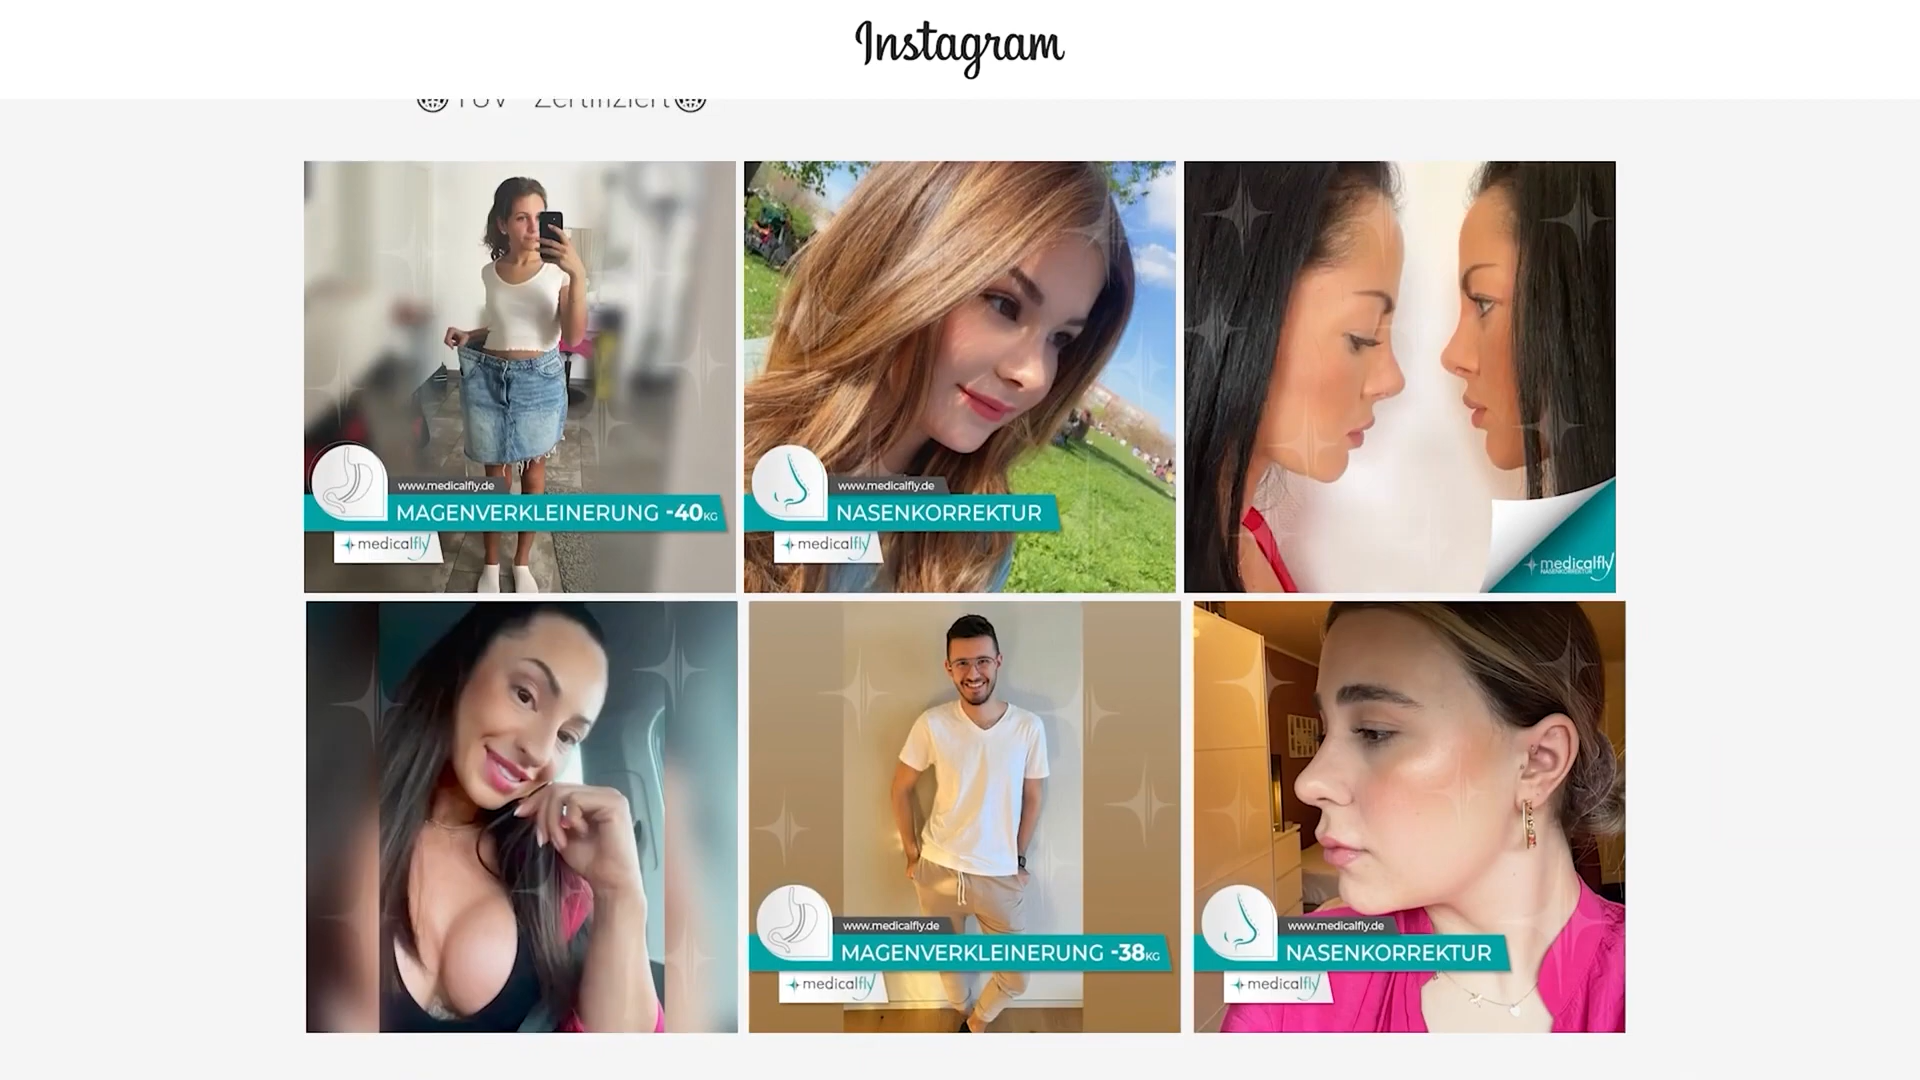 Instagram
TÜV - Zertifiziert
www.medicalfly.de
MAGENVERKLEINERUNG -40KG
medicalfly
www.medicalfly.de
NASENKORREKTUR
medicalfly
medicalfly
NASENKORREKTUR
www.medicalfly.de
MAGENVERKLEINERUNG -38KG
medicalfly
www.medicalfly.de
NASENKORREKTUR
medicalfly